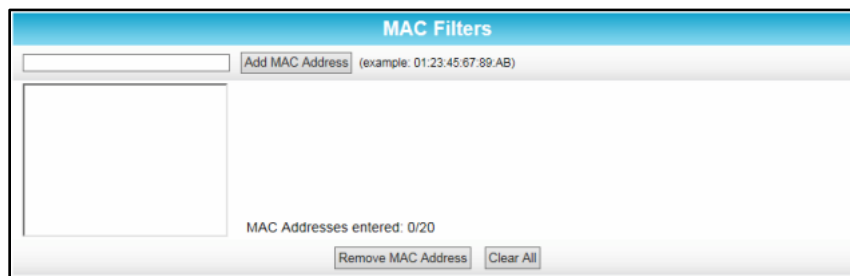 MAC Filters
Add MAC Address (example: 01:23:45:67:89:AB)
MAC Addresses entered: 0/20
Remove MAC Address Clear All